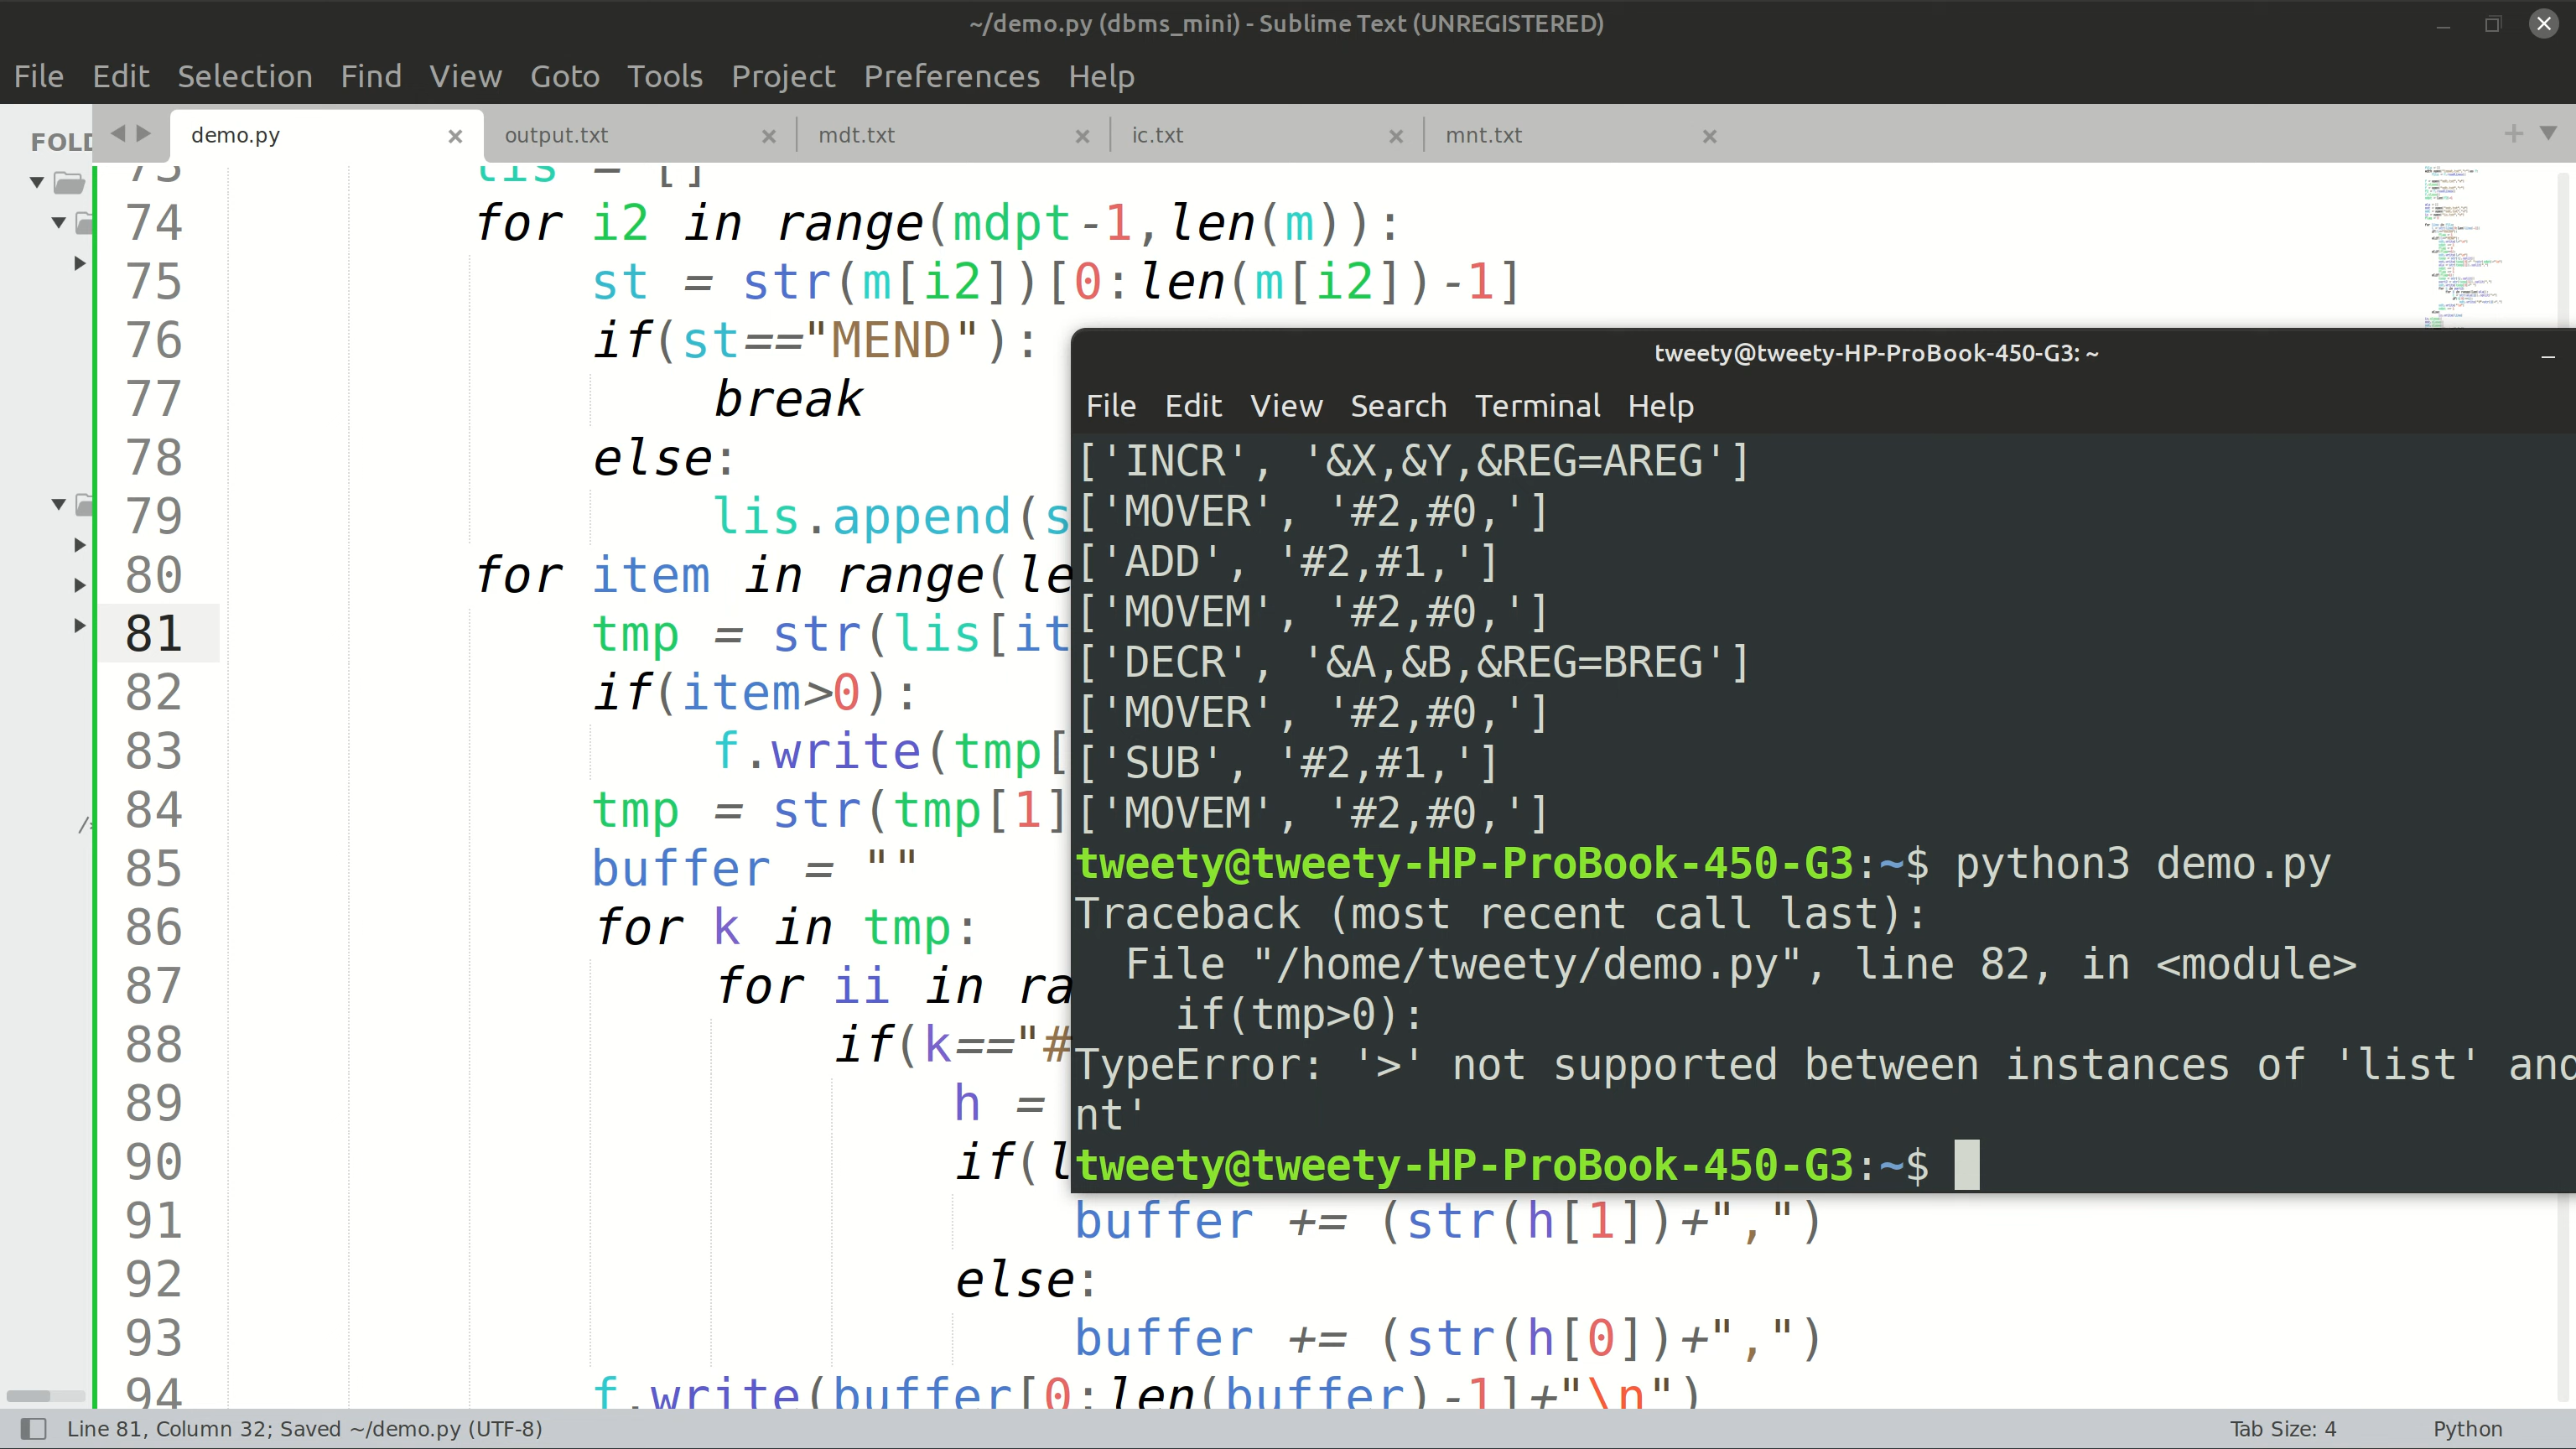 ~/demo.py (dbms_mini) - Sublime Text (UNREGISTERED)
File Edit Selection Find View Goto Tools Project Preferences Help
FOLD
demo.py output.txt mdt.txt ic.txt mnt.txt
73 lis = []
74 for i2 in range(mdpt-1,len(m)):
75 st = str(m[i2])[0:len(m[i2])-1]
76 if(st=="MEND"):
77 break
78 else:
79 lis.append(s
80 for item in range(le
81 tmp = str(lis[it
82 if(item>0):
83 f.write(tmp[
84 tmp = str(tmp[1]
85 buffer = ""
86 for k in tmp:
87 for ii in ra
88 if(k=="#
89 h =
90 if(l
91 buffer += (str(h[1])+",")
92 else:
93 buffer += (str(h[0])+",")
94 f.write(buffer[0:len(buffer)-1]+"\n")
tweety@tweety-HP-ProBook-450-G3: ~
File Edit View Search Terminal Help
['INCR', '&X,&Y,&REG=AREG']
['MOVER', '#2,#0,']
['ADD', '#2,#1,']
['MOVEM', '#2,#0,']
['DECR', '&A,&B,&REG=BREG']
['MOVER', '#2,#0,']
['SUB', '#2,#1,']
['MOVEM', '#2,#0,']
tweety@tweety-HP-ProBook-450-G3:~$ python3 demo.py
Traceback (most recent call last):
File "/home/tweety/demo.py", line 82, in <module>
if(tmp>0):
TypeError: '>' not supported between instances of 'list' and
nt'
tweety@tweety-HP-ProBook-450-G3:~$
Line 81, Column 32; Saved ~/demo.py (UTF-8) Tab Size: 4 Python